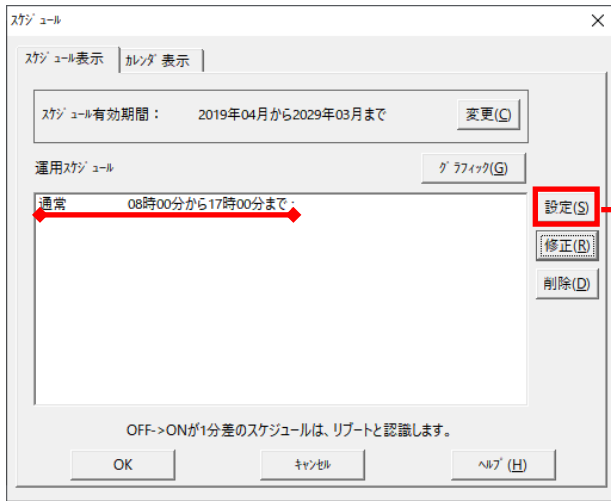 ｽｹｼﾞｭｰﾙ
ｽｹｼﾞｭｰﾙ表示 ｶﾚﾝﾀﾞ表示
ｽｹｼﾞｭｰﾙ有効期間： 2019年04月から2029年03月まで 変更(C)
運用ｽｹｼﾞｭｰﾙ ｸﾞﾗﾌｨｯｸ(G)
通常 08時00分から17時00分まで；
設定(S)
修正(R)
削除(D)
OFF->ONが1分差のスケジュールは、リブートと認識します。
OK ｷｬﾝｾﾙ ﾍﾙﾌﾟ(H)